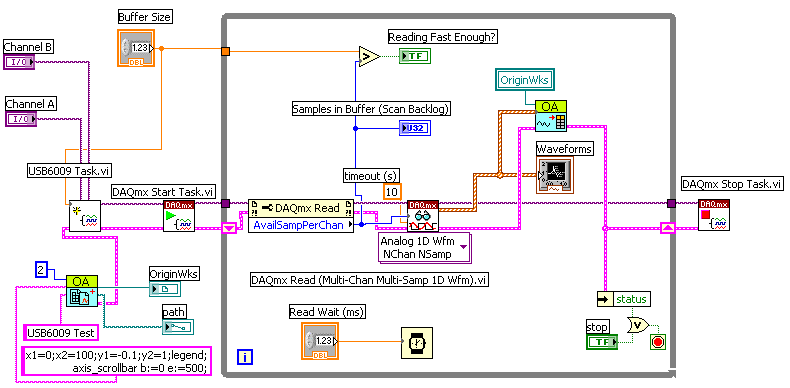 Buffer Size
1.23
DBL
Reading Fast Enough?
TF
Channel B
I/O
Channel A
I/O
Samples in Buffer (Scan Backlog)
U32
OriginWks
OA
Waveforms
USB6009 Task.vi
timeout (s)
10
DAQmx Start Task.vi
DAQmx
DAQmx Read
AvailSampPerChan
DAQmx
Analog 1D Wfm
NChan NSamp
DAQmx Stop Task.vi
DAQmx
2
OA
OriginWks
path
DAQmx Read (Multi-Chan Multi-Samp 1D Wfm).vi
USB6009 Test
x1=0;x2=100;y1=-0.1;y2=1;legend;
axis_scrollbar b:=0 e:=500;
Read Wait (ms)
1.23
DBL
i
status
stop
TF
V